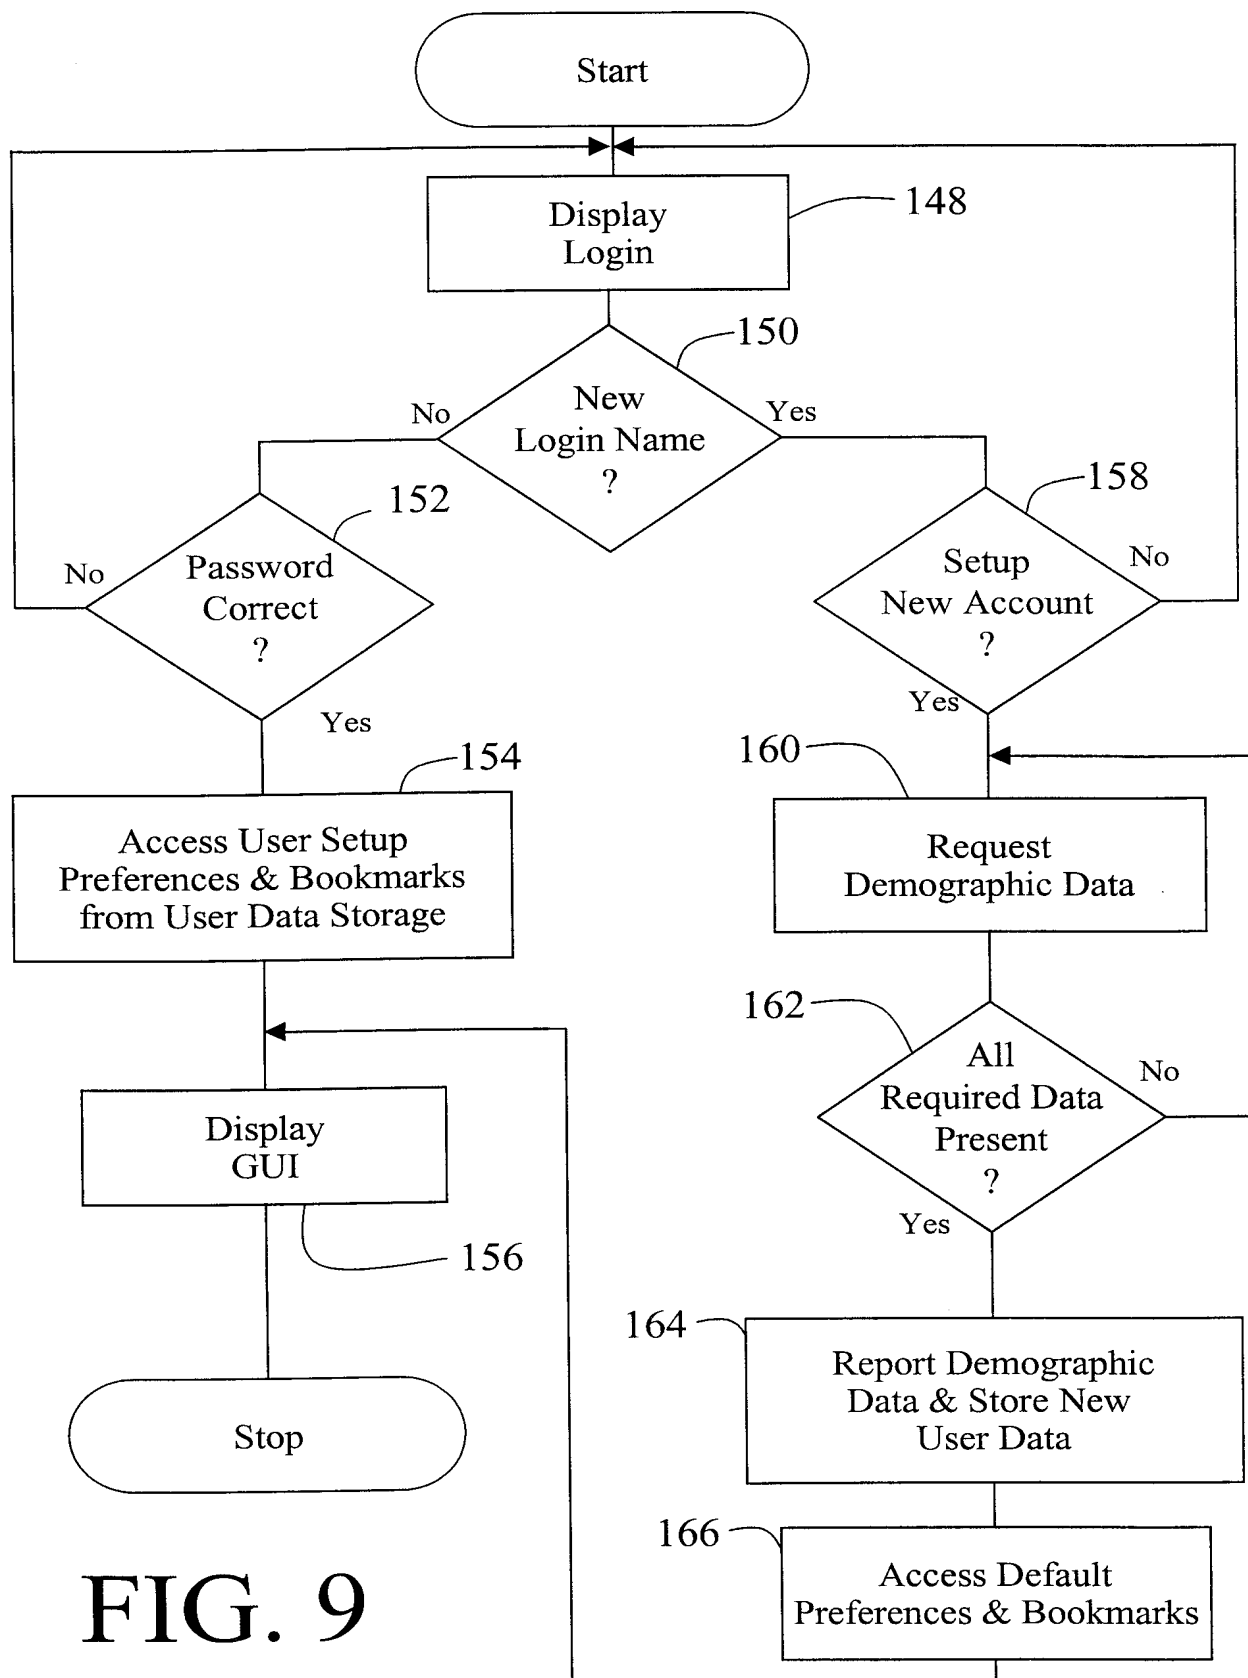 Start
Display
Login
148
150
New
Login Name
?
No
Yes
152
Password
Correct
?
No
Yes
158
Setup
New Account
?
No
Yes
154
Access User Setup
Preferences & Bookmarks
from User Data Storage
160
Request
Demographic Data
162
All
Required Data
Present
?
No
Yes
Display
GUI
156
164
Report Demographic
Data & Store New
User Data
Stop
166
Access Default
Preferences & Bookmarks
FIG. 9